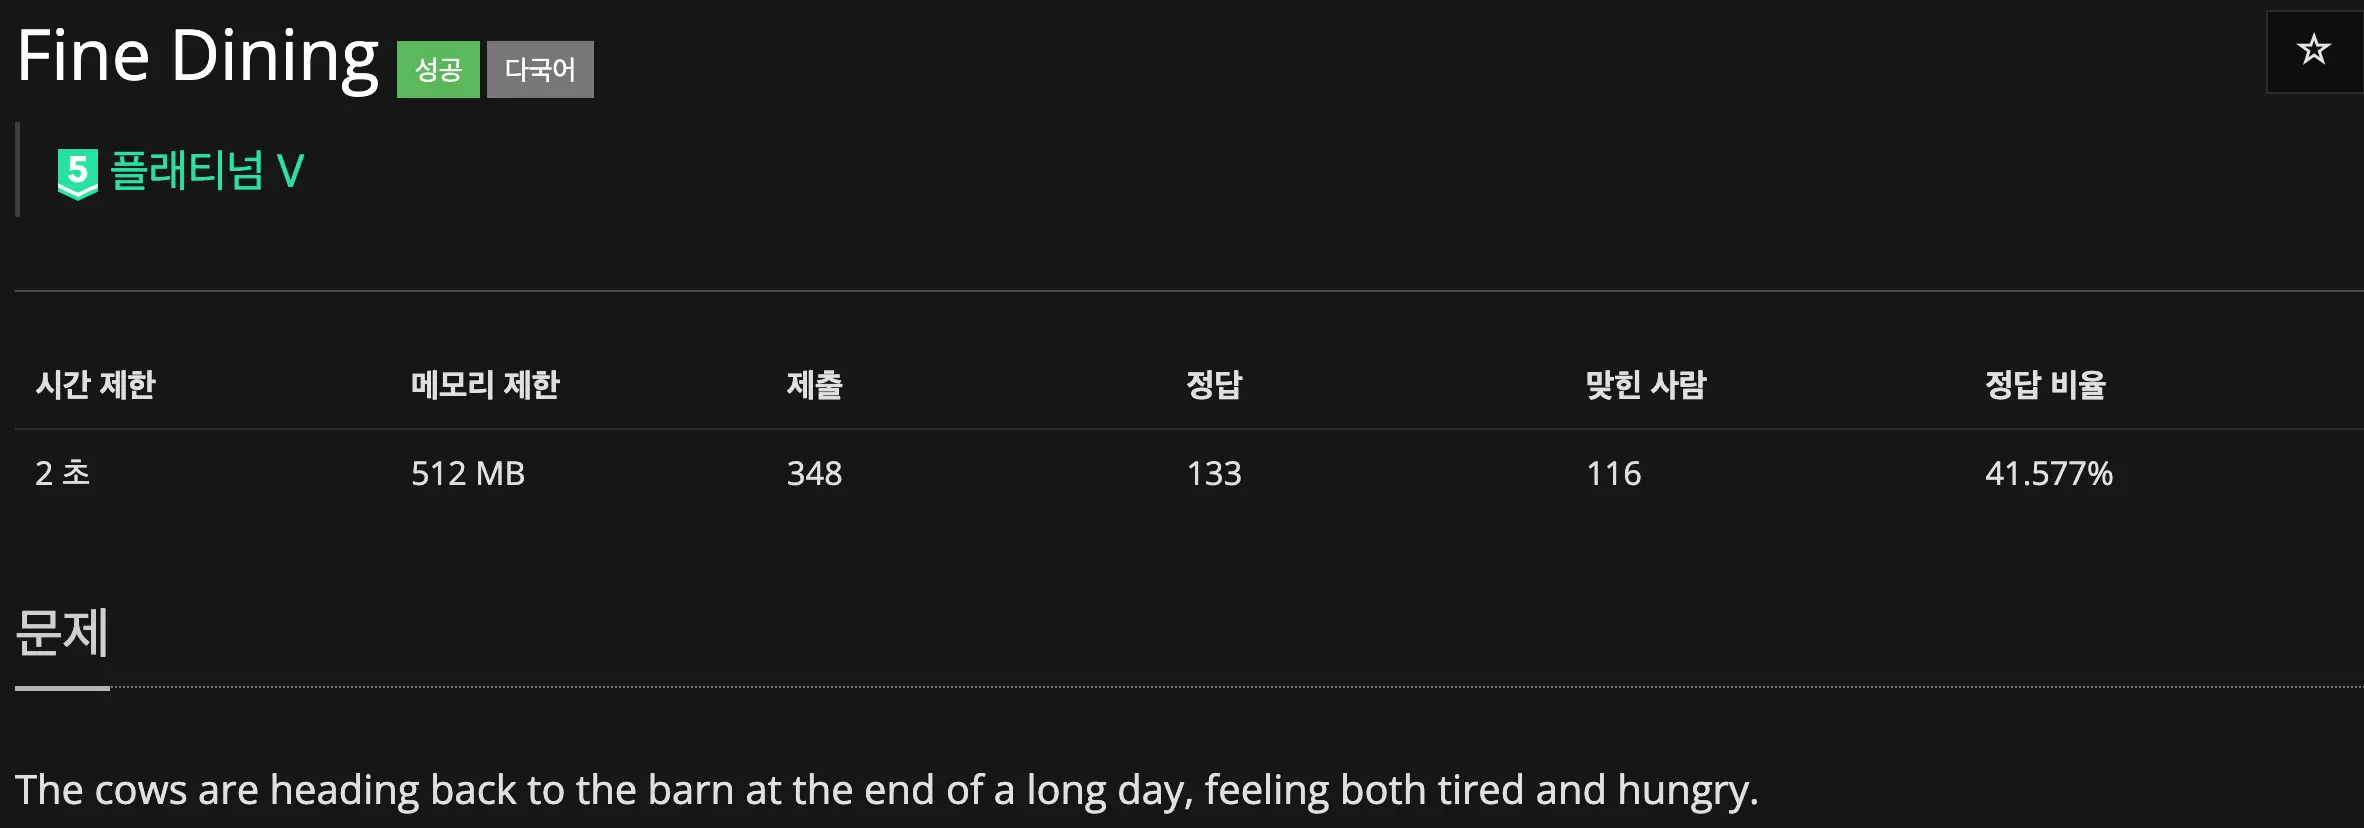 Fine Dining 성공 다국어
5 플래티넘 V
시간 제한 메모리 제한 제출 정답 맞힌 사람 정답 비율
2 초 512 MB 348 133 116 41.577%
문제
The cows are heading back to the barn at the end of a long day, feeling both tired and hungry.